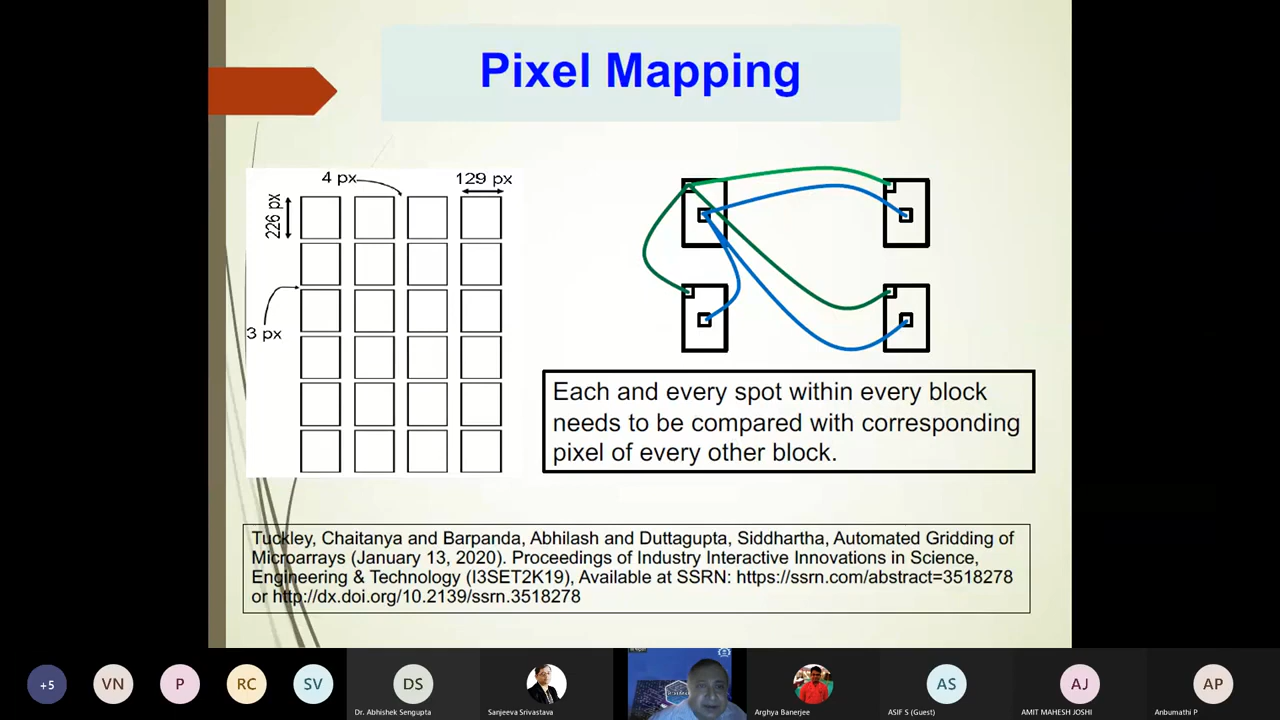 Pixel Mapping
4 px
129 px
226 px
3 px
Each and every spot within every block
needs to be compared with corresponding
pixel of every other block.
Tuckley, Chaitanya and Barpanda, Abhilash and Duttagupta, Siddhartha, Automated Gridding of
Microarrays (January 13, 2020). Proceedings of Industry Interactive Innovations in Science,
Engineering & Technology (I3SET2K19), Available at SSRN: https://ssrn.com/abstract=3518278
or http://dx.doi.org/10.2139/ssrn.3518278
+5
VN
P
RC
SV
DS
AS
AJ
AP
Dr. Abhishek Sengupta
Sanjeeva Srivastava
Arghya Banerjee
ASIF S (Guest)
AMIT MAHESH JOSHI
Anbumathi P